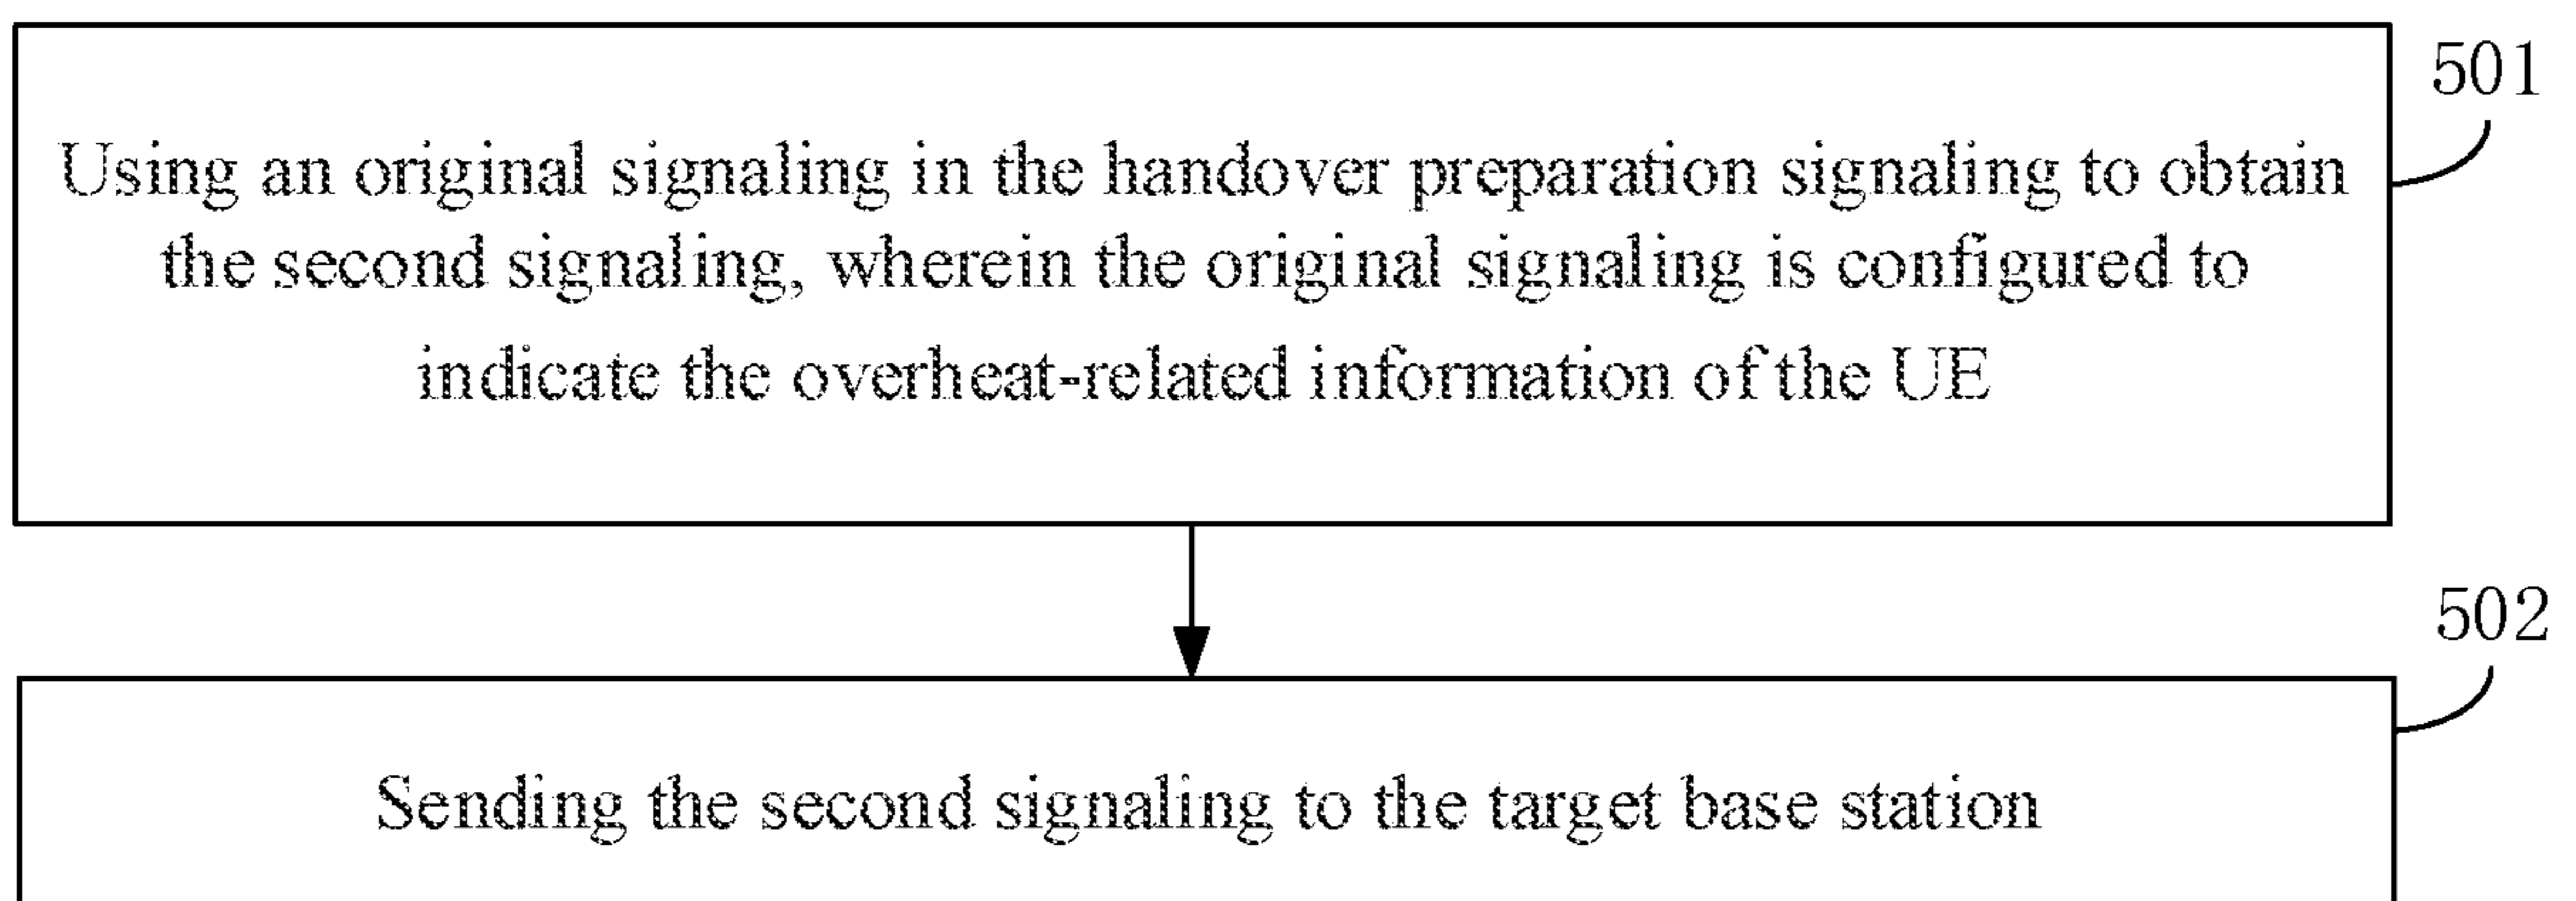 501
Using an original signaling in the handover preparation signaling to obtain
the second signaling, wherein the original signaling is configured to
indicate the overheat-related information of the UE
502
Sending the second signaling to the target base station